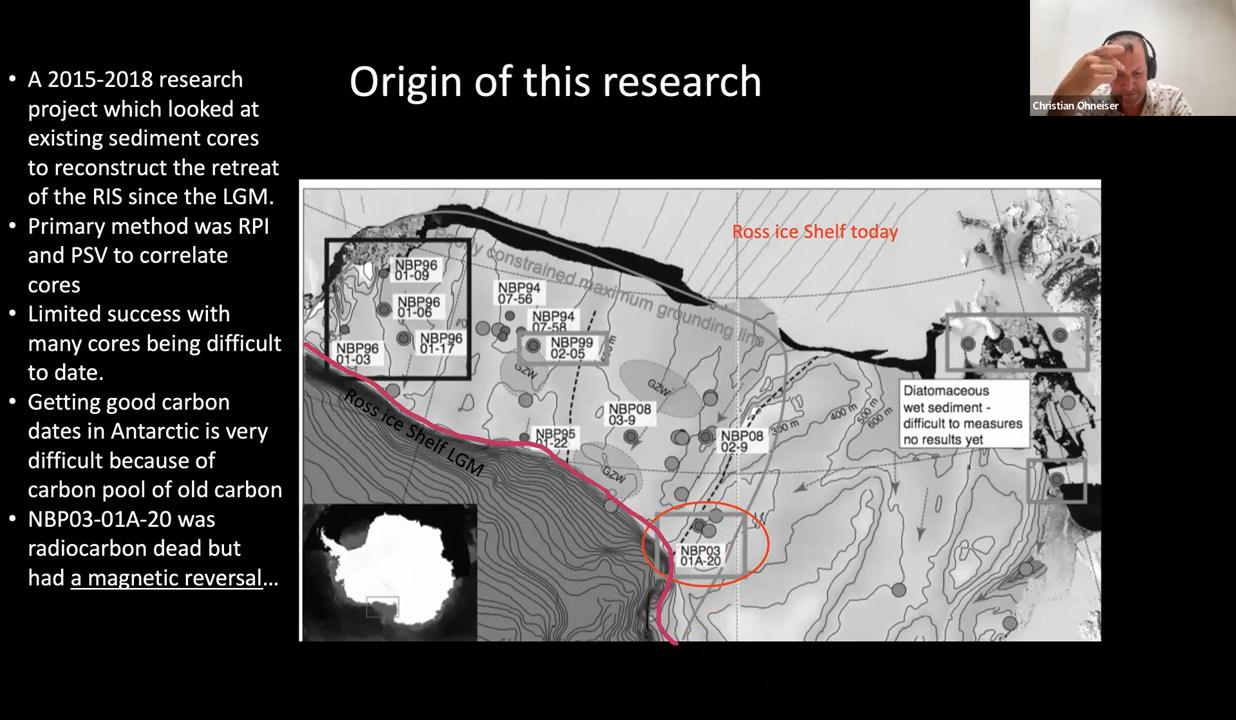 Origin of this research
Christian Ohneiser
• A 2015-2018 research
project which looked at
existing sediment cores
to reconstruct the retreat
of the RIS since the LGM.
• Primary method was RPI
and PSV to correlate
cores
• Limited success with
many cores being difficult
to date.
• Getting good carbon
dates in Antarctic is very
difficult because of
carbon pool of old carbon
• NBP03-01A-20 was
radiocarbon dead but
had a magnetic reversal...
Ross ice Shelf today
constrained maximum grounding line
NBP96
01-09
NBP96
01-06
NBP96
01-17
NBP96
01-03
NBP94
07-56
NBP94
07-58
NBP99
02-05
GZW
GZW
GZW
NBP08
03-9
NBP08
02-9
NBP95
01-22
NBP03
01A-20
Ross ice Shelf LGM
300 m
400 m
500 m
600 m
Diatomaceous
wet sediment -
difficult to measures
no results yet